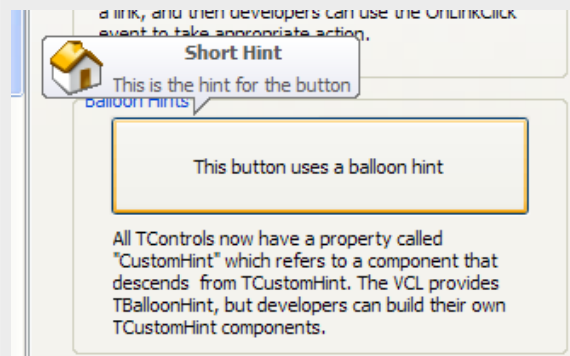 a link, and then developers can use the OnLinkClick
event to take appropriate action.
Short Hint
This is the hint for the button
Balloon Hints
This button uses a balloon hint
All TControls now have a property called
"CustomHint" which refers to a component that
descends from TCustomHint. The VCL provides
TBalloonHint, but developers can build their own
TCustomHint components.